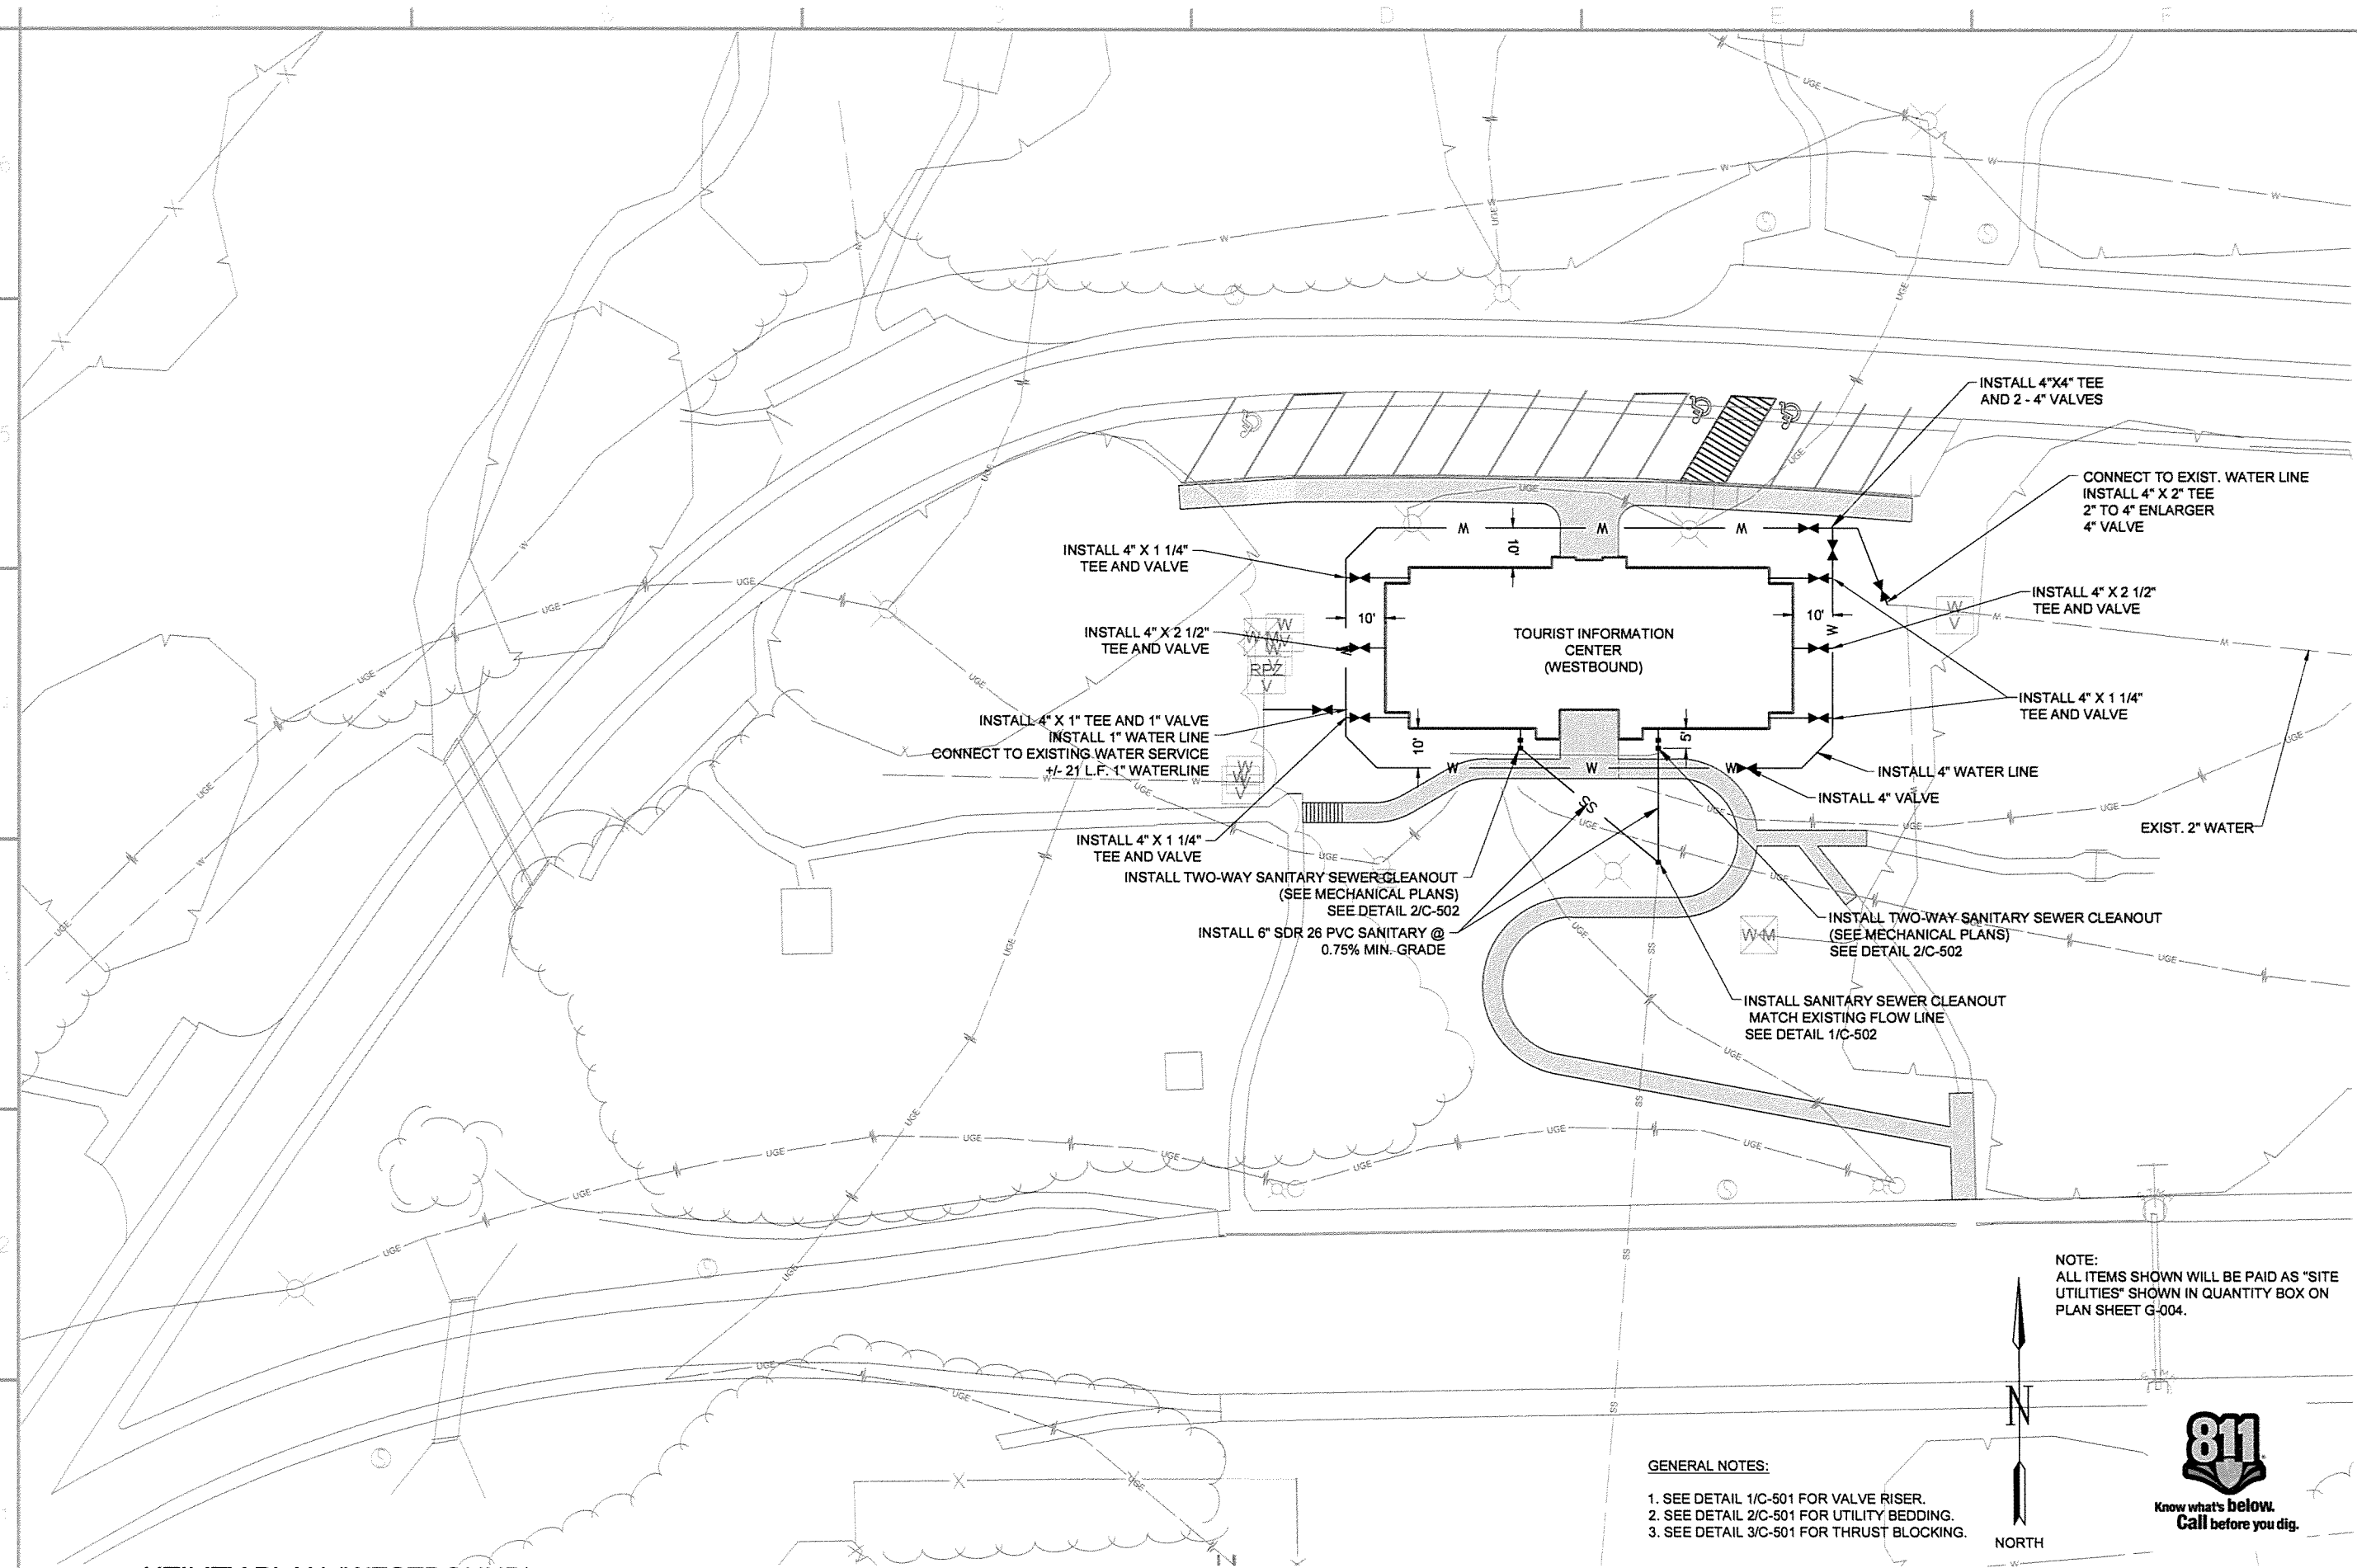 INSTALL 4"X4" TEE
AND 2 - 4" VALVES
CONNECT TO EXIST. WATER LINE
INSTALL 4" X 2" TEE
2" TO 4" ENLARGER
4" VALVE
INSTALL 4" X 1 1/4"
TEE AND VALVE
INSTALL 4" X 2 1/2"
TEE AND VALVE
INSTALL 4" X 2 1/2"
TEE AND VALVE
TOURIST INFORMATION
CENTER
(WESTBOUND)
10'
10'
10'
10'
5'
INSTALL 4" X 1 1/4"
TEE AND VALVE
INSTALL 4" X 1" TEE AND 1" VALVE
INSTALL 1" WATER LINE
CONNECT TO EXISTING WATER SERVICE
+/- 21 L.F. 1" WATERLINE
INSTALL 4" WATER LINE
INSTALL 4" VALVE
EXIST. 2" WATER
INSTALL 4" X 1 1/4"
TEE AND VALVE
INSTALL TWO-WAY SANITARY SEWER CLEANOUT
(SEE MECHANICAL PLANS)
SEE DETAIL 2/C-502
INSTALL 6" SDR 26 PVC SANITARY @
0.75% MIN. GRADE
INSTALL TWO-WAY SANITARY SEWER CLEANOUT
(SEE MECHANICAL PLANS)
SEE DETAIL 2/C-502
INSTALL SANITARY SEWER CLEANOUT
MATCH EXISTING FLOW LINE
SEE DETAIL 1/C-502
NOTE:
ALL ITEMS SHOWN WILL BE PAID AS "SITE
UTILITIES" SHOWN IN QUANTITY BOX ON
PLAN SHEET G-004.
GENERAL NOTES:
1. SEE DETAIL 1/C-501 FOR VALVE RISER.
2. SEE DETAIL 2/C-501 FOR UTILITY BEDDING.
3. SEE DETAIL 3/C-501 FOR THRUST BLOCKING.
N
NORTH
811
Know what's below.
Call before you dig.